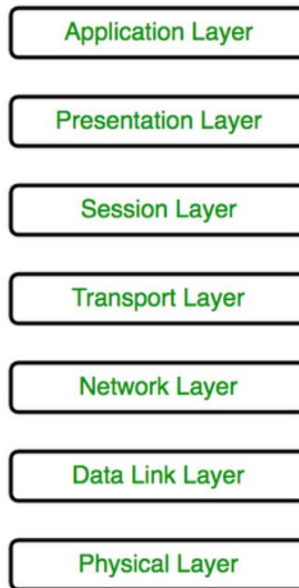 Application Layer
Presentation Layer
Session Layer
Transport Layer
Network Layer
Data Link Layer
Physical Layer